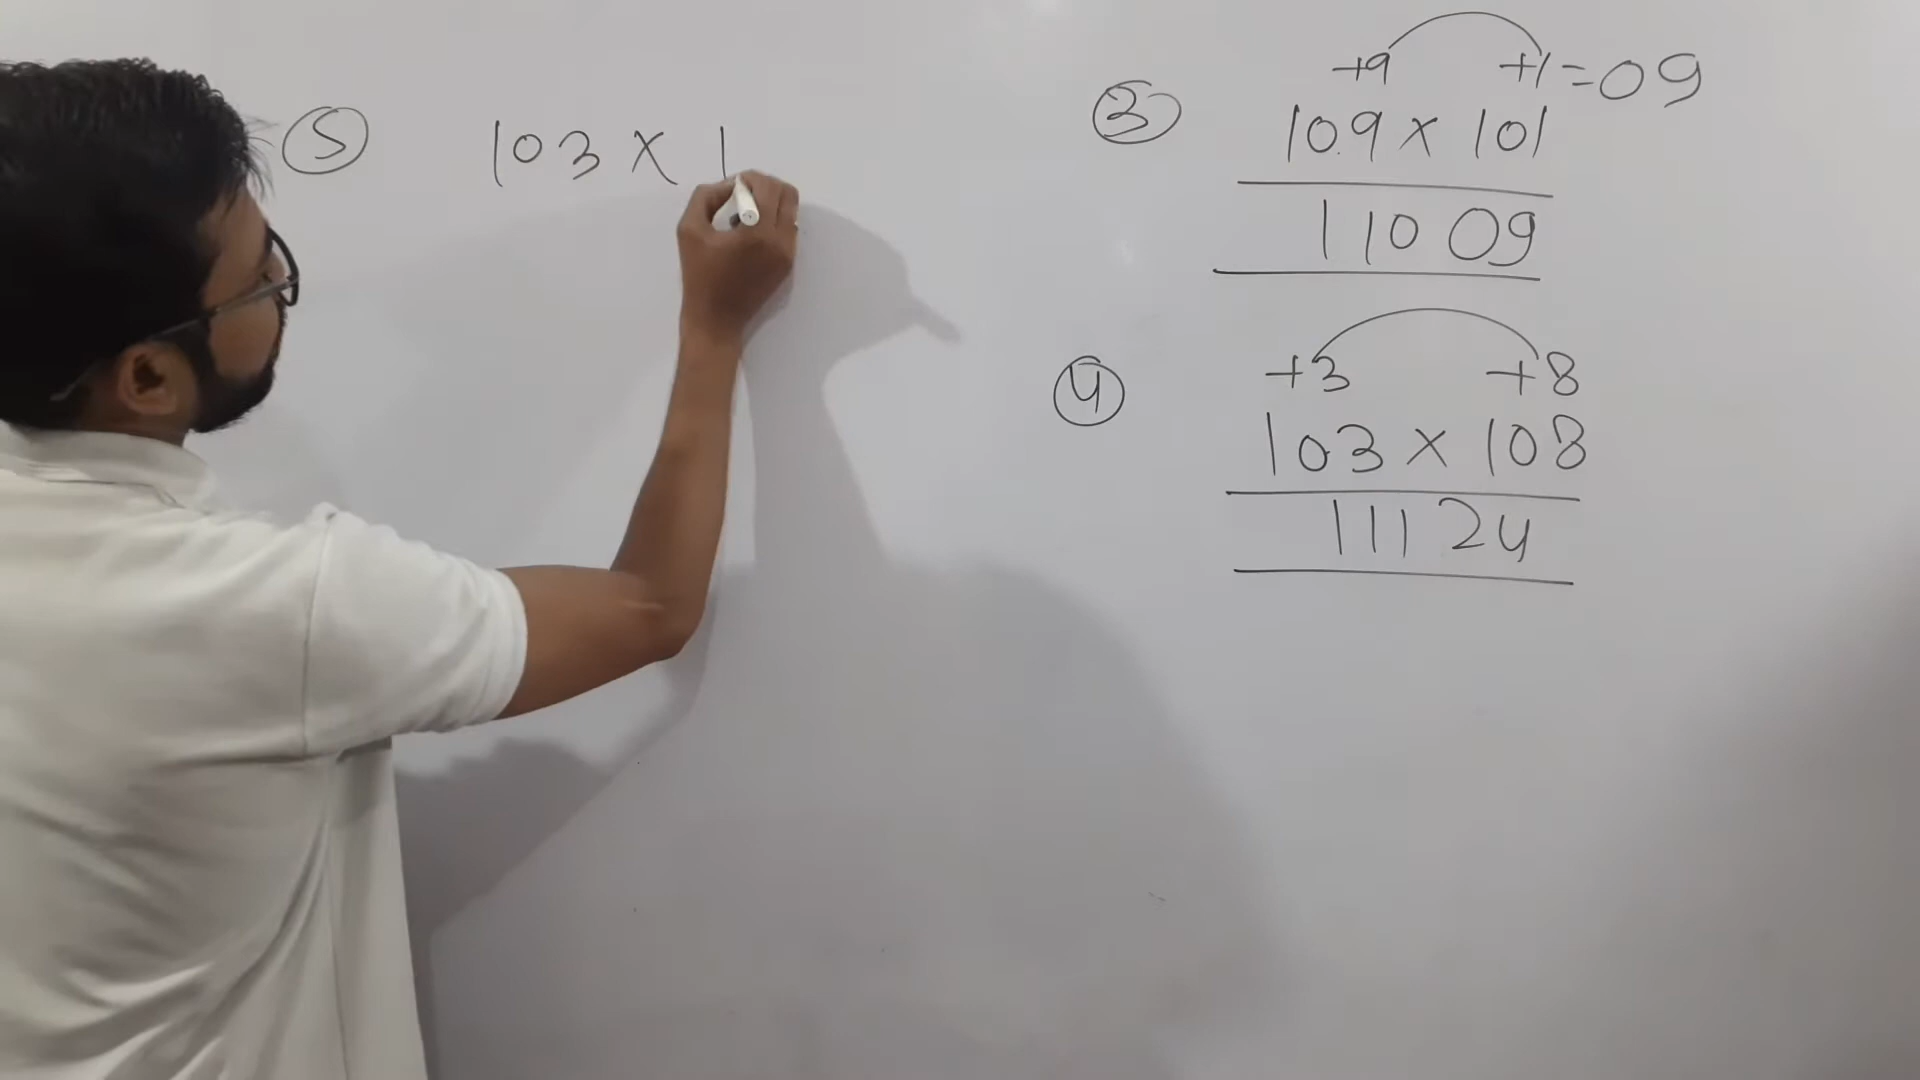 ⑤ 103 × 1
+9 +1 = 09
③ 109 × 101
11009
+3 +8
④ 103 × 108
11124